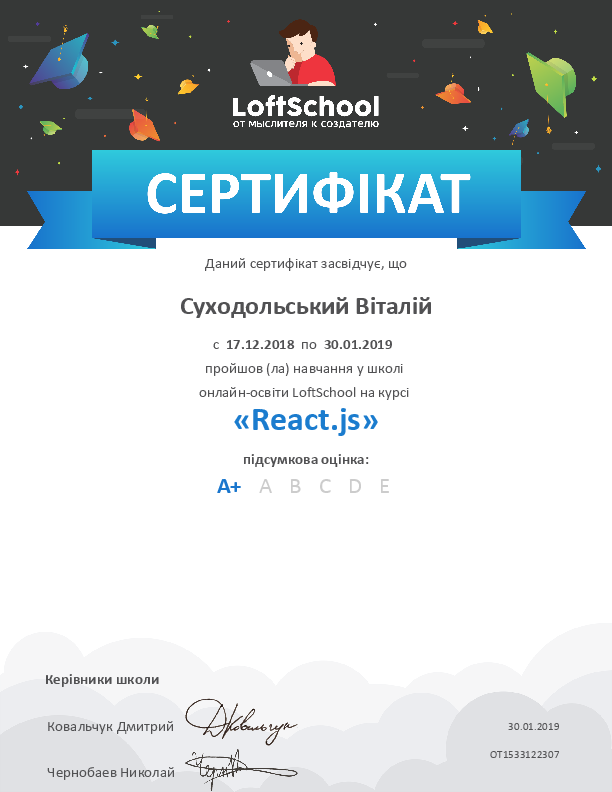 LoftSchool
от мыслителя к создателю
СЕРТИФІКАТ
Даний сертифікат засвідчує, що
Суходольський Віталій
с 17.12.2018 по 30.01.2019
пройшов (ла) навчання у школі
онлайн-освіти LoftSchool на курсі
«React.js»
підсумкова оцінка:
A+ A B C D E
Керівники школи
Ковальчук Дмитрий
Чернобаев Николай
30.01.2019
OT1533122307